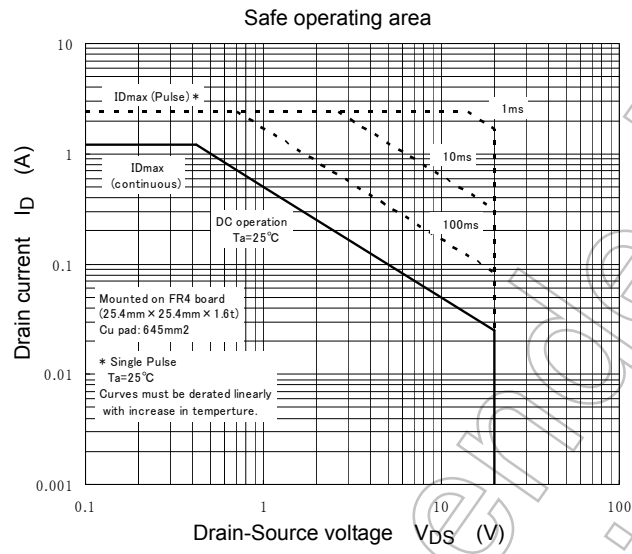 Safe operating area
10
1
0.1
0.01
0.001
Drain current I_D (A)
IDmax (Pulse) *
1ms
IDmax
(continuous)
10ms
DC operation
Ta=25℃
100ms
Mounted on FR4 board
(25.4mm × 25.4mm × 1.6t)
Cu pad: 645mm2
* Single Pulse
Ta=25℃
Curves must be derated linearly
with increase in temperture.
0.1
1
10
100
Drain-Source voltage V_DS (V)